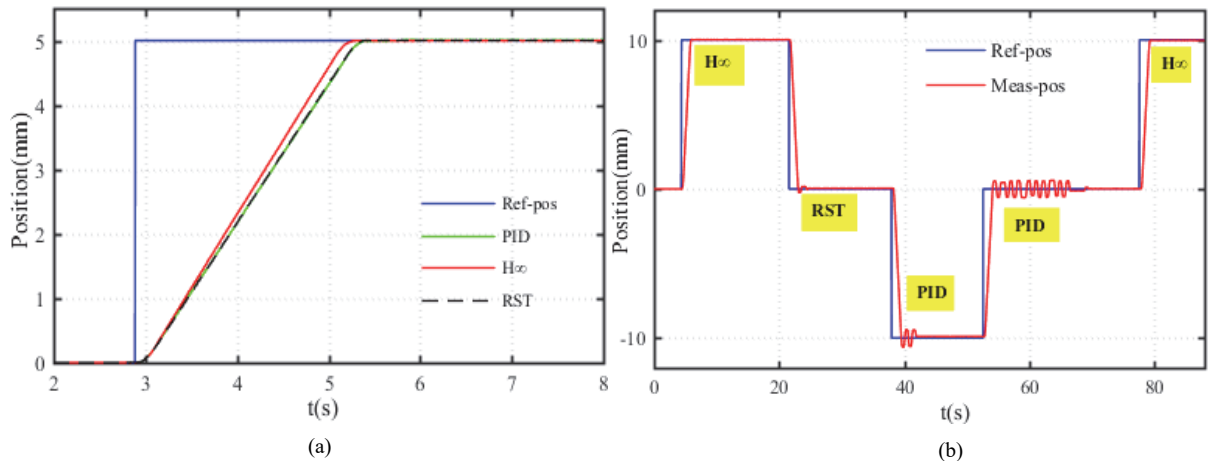 Position(mm)
5
4
3
2
1
0
Ref-pos
PID
H∞
RST
2 3 4 5 6 7 8
t(s)
(a)
Position(mm)
10
0
-10
H∞
RST
PID
PID
H∞
Ref-pos
Meas-pos
0 20 40 60 80
t(s)
(b)